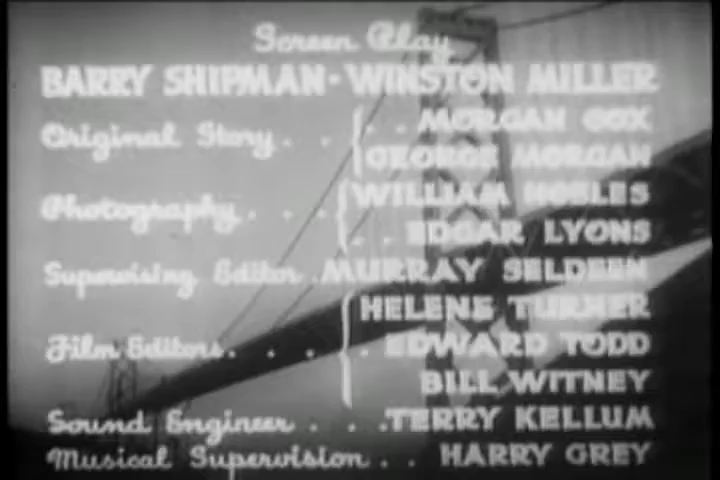 Screen Play
BARRY SHIPMAN · WINSTON MILLER
Original Story . . { . . MORGAN COX
GEORGE MORGAN
Photography . . . { WILLIAM NOBLES
. . EDGAR LYONS
Supervising Editor . MURRAY SELDEEN
HELENE TURNER
Film Editors . . . . { . EDWARD TODD
BILL WITNEY
Sound Engineer . . . TERRY KELLUM
Musical Supervision . . HARRY GREY